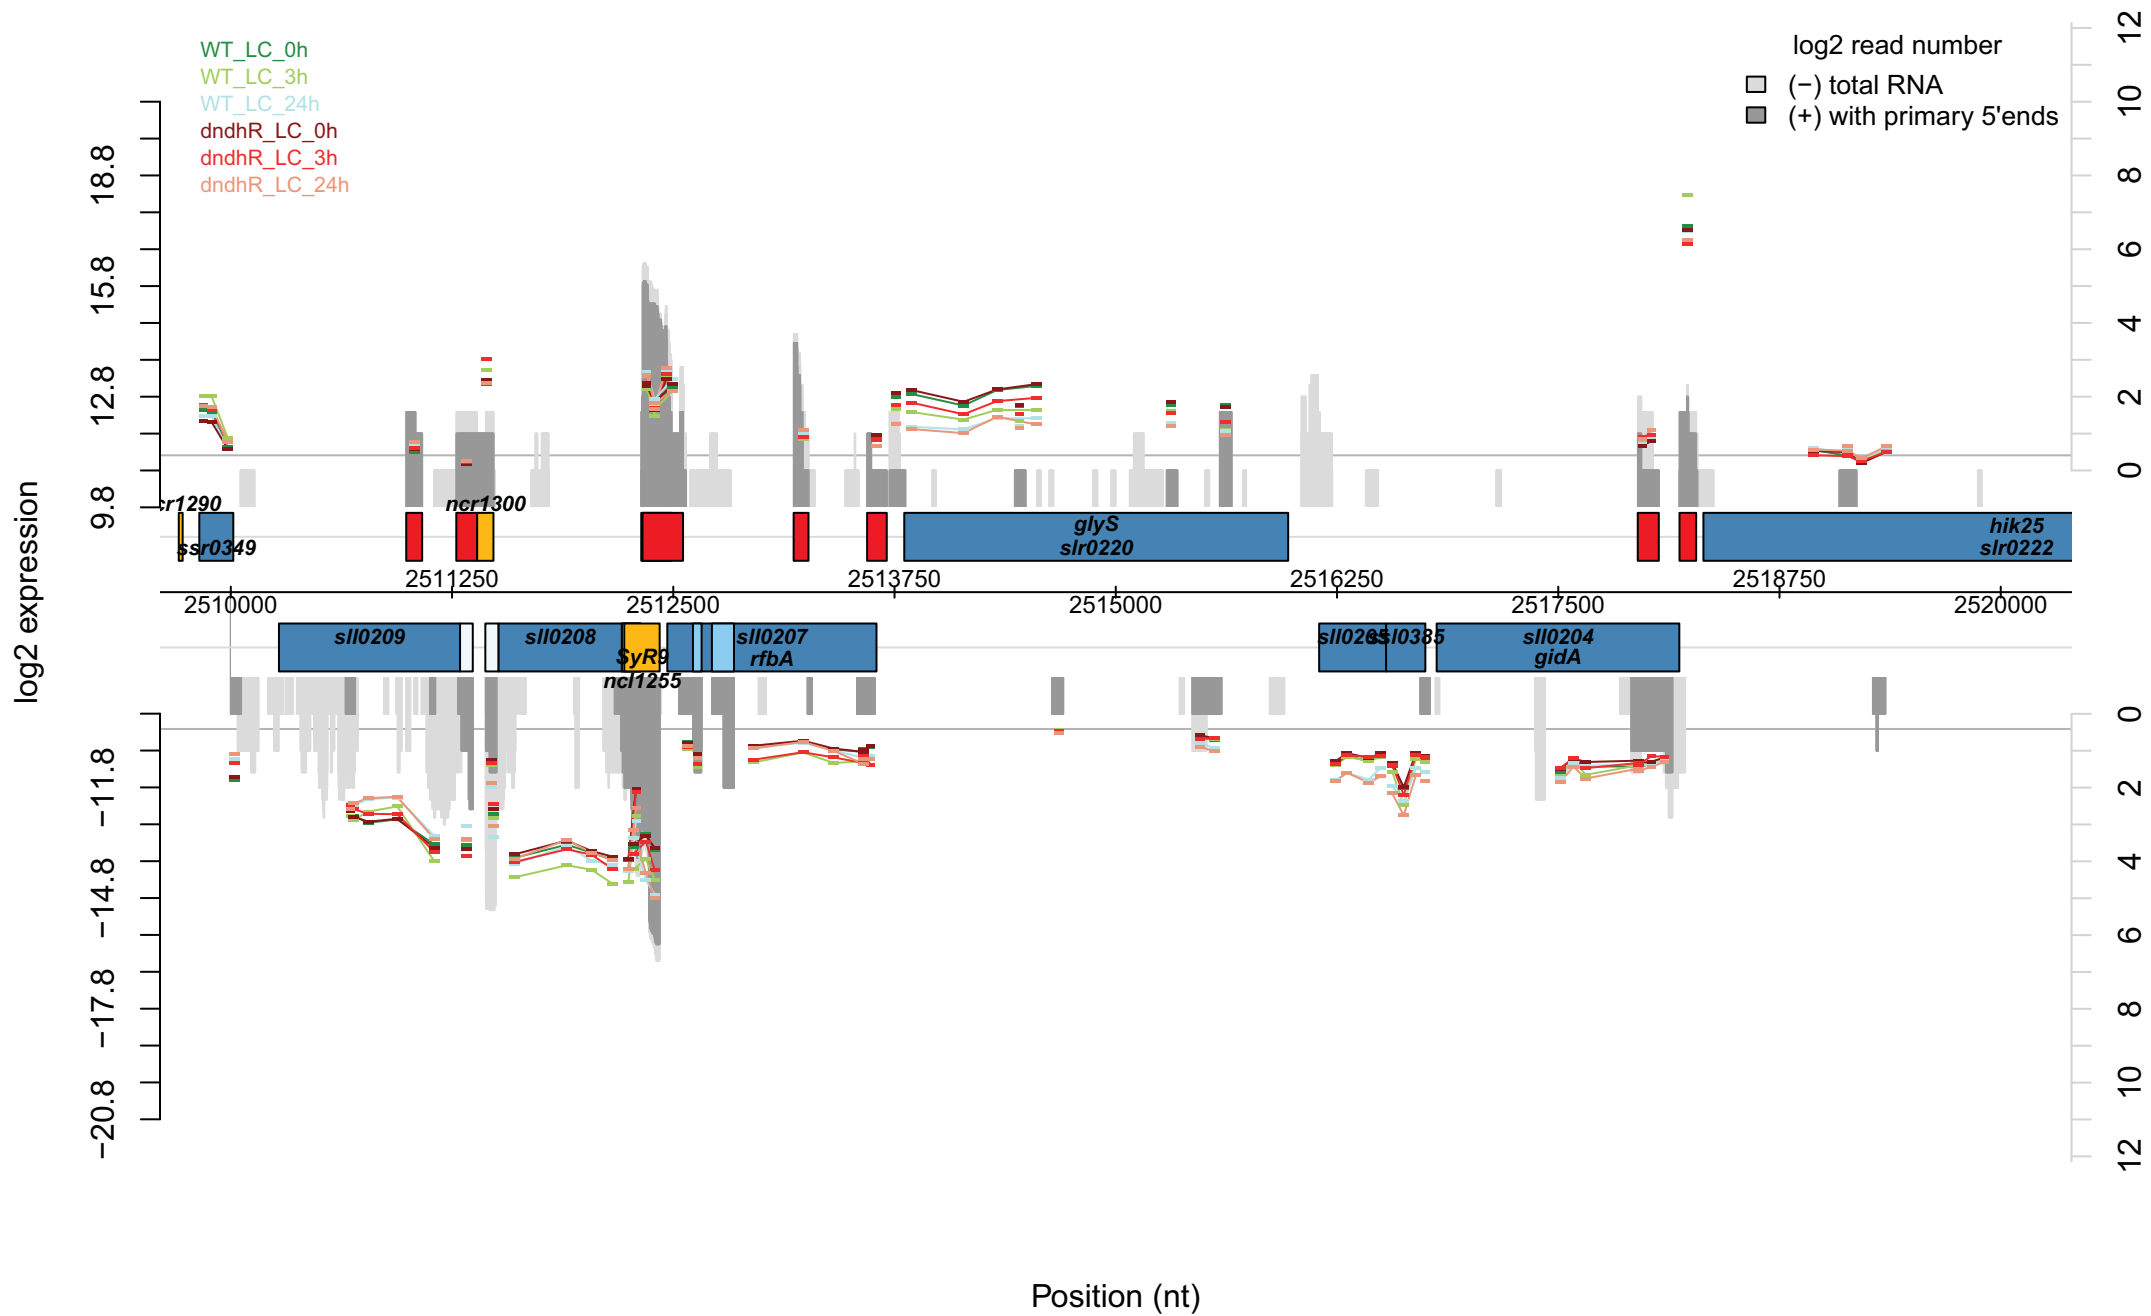 WT_LC_0h
WT_LC_3h
WT_LC_24h
dndhR_LC_0h
dndhR_LC_3h
dndhR_LC_24h
log2 read number
(−) total RNA
(+) with primary 5'ends
log2 expression
18.8
15.8
12.8
9.8
12
10
8
6
4
2
0
cr1290
ssr0349
ncr1300
glyS
slr0220
hik25
slr0222
2511250
2513750
2516250
2518750
2510000
2512500
2515000
2517500
2520000
sll0209
sll0208
SyR9
ncl1255
sll0207
rfbA
ssl0385
sll0204
gidA
−11.8
−14.8
−17.8
−20.8
0
2
4
6
8
10
12
Position (nt)